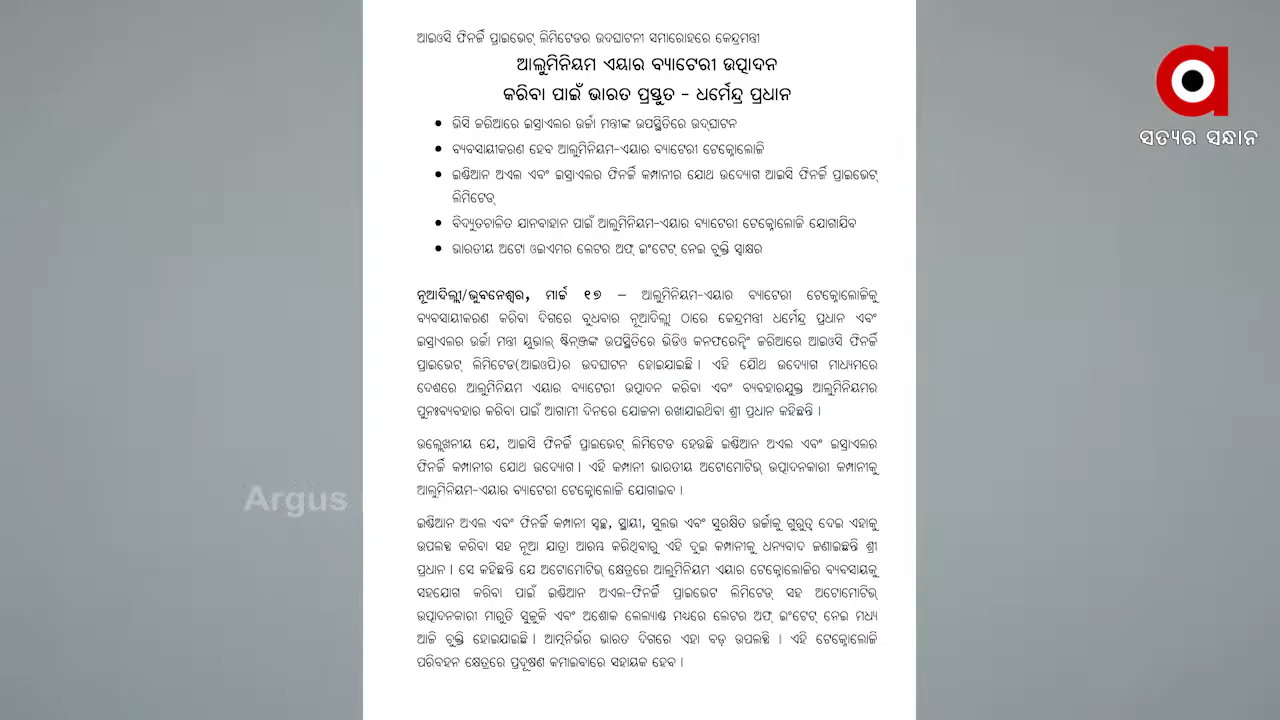 ଆଇଓସି ଫିନର୍ଜି ପ୍ରାଇଭେଟ୍ ଲିମିଟେଡର ଉଦଘାଟନୀ ସମାରୋହରେ କେନ୍ଦ୍ରମନ୍ତ୍ରୀ
ଆଲୁମିନିୟମ ଏୟାର ବ୍ୟାଟେରୀ ଉତ୍ପାଦନ
କରିବା ପାଇଁ ଭାରତ ପ୍ରସ୍ତୁତ - ଧର୍ମେନ୍ଦ୍ର ପ୍ରଧାନ
ସତ୍ୟର ସନ୍ଧାନ
• ଭିସି ଜରିଆରେ ଇସ୍ରାଏଲର ଉର୍ଜା ମନ୍ତ୍ରୀଙ୍କ ଉପସ୍ଥିତିରେ ଉଦ୍‌ଘାଟନ
• ବ୍ୟବସାୟୀକରଣ ହେବ ଆଲୁମିନିୟମ-ଏୟାର ବ୍ୟାଟେରୀ ଟେକ୍ନୋଲୋଜି
• ଇଣ୍ଡିଆନ ଅଏଲ ଏବଂ ଇସ୍ରାଏଲର ଫିନର୍ଜି କମ୍ପାନୀର ଯୌଥ ଉଦ୍ୟୋଗ ଆଇସି ଫିନର୍ଜି ପ୍ରାଇଭେଟ୍
ଲିମିଟେଡ୍
• ବିଦ୍ୟୁତଚାଳିତ ଯାନବାହାନ ପାଇଁ ଆଲୁମିନିୟମ-ଏୟାର ବ୍ୟାଟେରୀ ଟେକ୍ନୋଲୋଜି ଯୋଗାଯିବ
• ଭାରତୀୟ ଅଟୋ ଓଇଏମର ଲେଟର ଅଫ୍ ଇଂଟେଟ୍ ନେଇ ଚୁକ୍ତି ସ୍ୱାକ୍ଷର
ନୂଆଦିଲ୍ଲୀ/ଭୁବନେଶ୍ୱର, ମାର୍ଚ୍ଚ ୧୭ – ଆଲୁମିନିୟମ-ଏୟାର ବ୍ୟାଟେରୀ ଟେକ୍ନୋଲୋଜିକୁ
ବ୍ୟବସାୟୀକରଣ କରିବା ଦିଗରେ ବୁଧବାର ନୂଆଦିଲ୍ଲୀ ଠାରେ କେନ୍ଦ୍ରମନ୍ତ୍ରୀ ଧର୍ମେନ୍ଦ୍ର ପ୍ରଧାନ ଏବଂ
ଇସ୍ରାଏଲର ଉର୍ଜା ମନ୍ତ୍ରୀ ୟୁଭାଲ୍ ଷ୍ଟିନ୍‌ଜ୍‌ଙ୍କ ଉପସ୍ଥିତିରେ ଭିଡିଓ କନଫରେନ୍ସିଂ ଜରିଆରେ ଆଇଓସି ଫିନର୍ଜି
ପ୍ରାଇଭେଟ୍ ଲିମିଟେଡ(ଆଇଓପି)ର ଉଦଘାଟନ ହୋଇଯାଇଛି। ଏହି ଯୌଥ ଉଦ୍ୟୋଗ ମାଧ୍ୟମରେ
ଦେଶରେ ଆଲୁମିନିୟମ ଏୟାର ବ୍ୟାଟେରୀ ଉତ୍ପାଦନ କରିବା ଏବଂ ବ୍ୟବହାରଯୁକ୍ତ ଆଲୁମିନିୟମର
ପୁନଃବ୍ୟବହାର କରିବା ପାଇଁ ଆଗାମୀ ଦିନରେ ଯୋଜନା ରଖାଯାଇଥିବା ଶ୍ରୀ ପ୍ରଧାନ କହିଛନ୍ତି।
ଉଲ୍ଲେଖନୀୟ ଯେ, ଆଇସି ଫିନର୍ଜି ପ୍ରାଇଭେଟ୍ ଲିମିଟେଡ ହେଉଛି ଇଣ୍ଡିଆନ ଅଏଲ ଏବଂ ଇସ୍ରାଏଲର
ଫିନର୍ଜି କମ୍ପାନୀର ଯୌଥ ଉଦ୍ୟୋଗ। ଏହି କମ୍ପାନୀ ଭାରତୀୟ ଅଟୋମୋଟିଭ୍ ଉତ୍ପାଦନକାରୀ କମ୍ପାନୀକୁ
ଆଲୁମିନିୟମ-ଏୟାର ବ୍ୟାଟେରୀ ଟେକ୍ନୋଲୋଜି ଯୋଗାଇବ।
Argus
ଇଣ୍ଡିଆନ ଅଏଲ ଏବଂ ଫିନର୍ଜି କମ୍ପାନୀ ସ୍ୱଚ୍ଛ, ସ୍ଥାୟୀ, ସୁଲଭ ଏବଂ ସୁରକ୍ଷିତ ଉର୍ଜାକୁ ଗୁରୁତ୍ୱ ଦେଇ ଏହାକୁ
ଉପଲବ୍ଧ କରିବା ସହ ନୂଆ ଯାତ୍ରା ଆରମ୍ଭ କରିଥିବାରୁ ଏହି ଦୁଇ କମ୍ପାନୀକୁ ଧନ୍ୟବାଦ ଜଣାଇଛନ୍ତି ଶ୍ରୀ
ପ୍ରଧାନ। ସେ କହିଛନ୍ତି ଯେ ଅଟୋମୋଟିଭ୍ କ୍ଷେତ୍ରରେ ଆଲୁମିନିୟମ ଏୟାର ଟେକ୍ନୋଲୋଜିର ବ୍ୟବସାୟକୁ
ସହଯୋଗ କରିବା ପାଇଁ ଇଣ୍ଡିଆନ ଅଏଲ-ଫିନର୍ଜି ପ୍ରାଇଭେଟ ଲିମିଟେଡ୍ ସହ ଅଟୋମୋଟିଭ୍
ଉତ୍ପାଦନକାରୀ ମାରୁତି ସୁଜୁକି ଏବଂ ଅଶୋକ ଲେଲ୍ୟାଣ୍ଡ ମଧ୍ୟରେ ଲେଟର ଅଫ୍ ଇଂଟେଟ୍ ନେଇ ମଧ୍ୟ
ଆଜି ଚୁକ୍ତି ହୋଇଯାଇଛି। ଆତ୍ମନିର୍ଭର ଭାରତ ଦିଗରେ ଏହା ବଡ଼ ଉପଲବ୍ଧି । ଏହି ଟେକ୍ନୋଲୋଜି
ପରିବହନ କ୍ଷେତ୍ରରେ ପ୍ରଦୂଷଣ କମାଇବାରେ ସହାୟକ ହେବ।